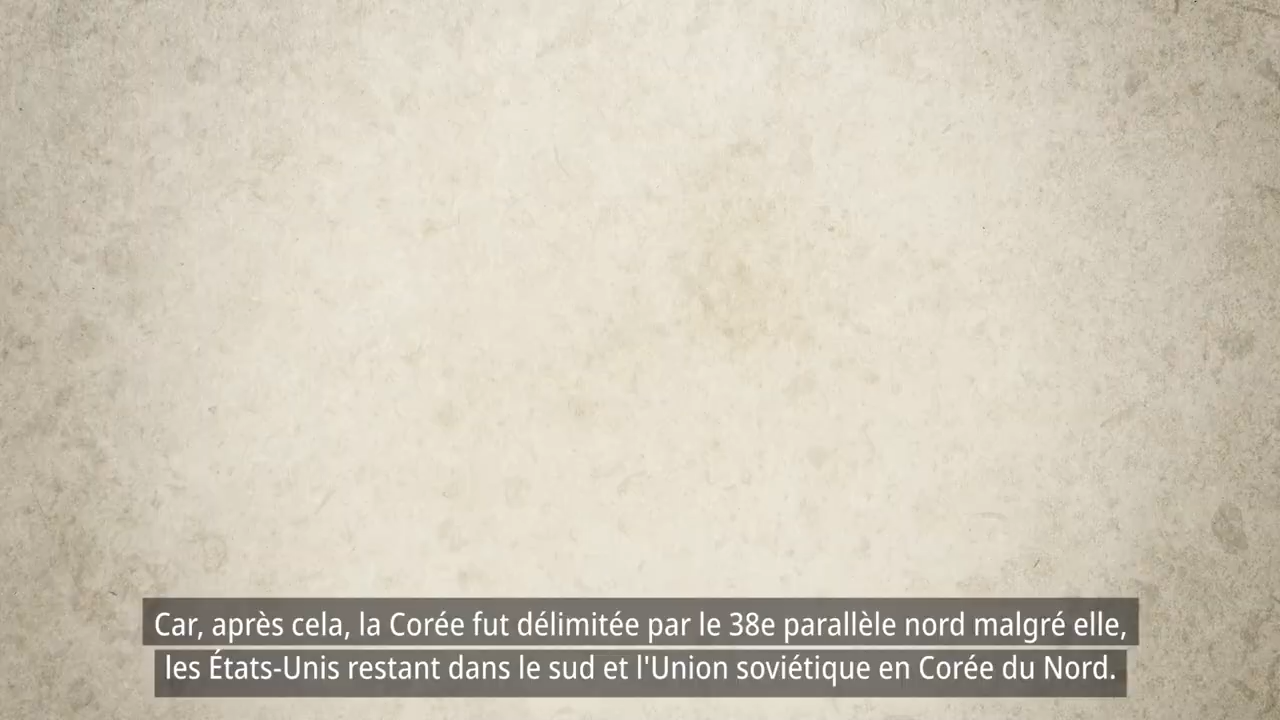 Car, après cela, la Corée fut délimitée par le 38e parallèle nord malgré elle,
les États-Unis restant dans le sud et l'Union soviétique en Corée du Nord.